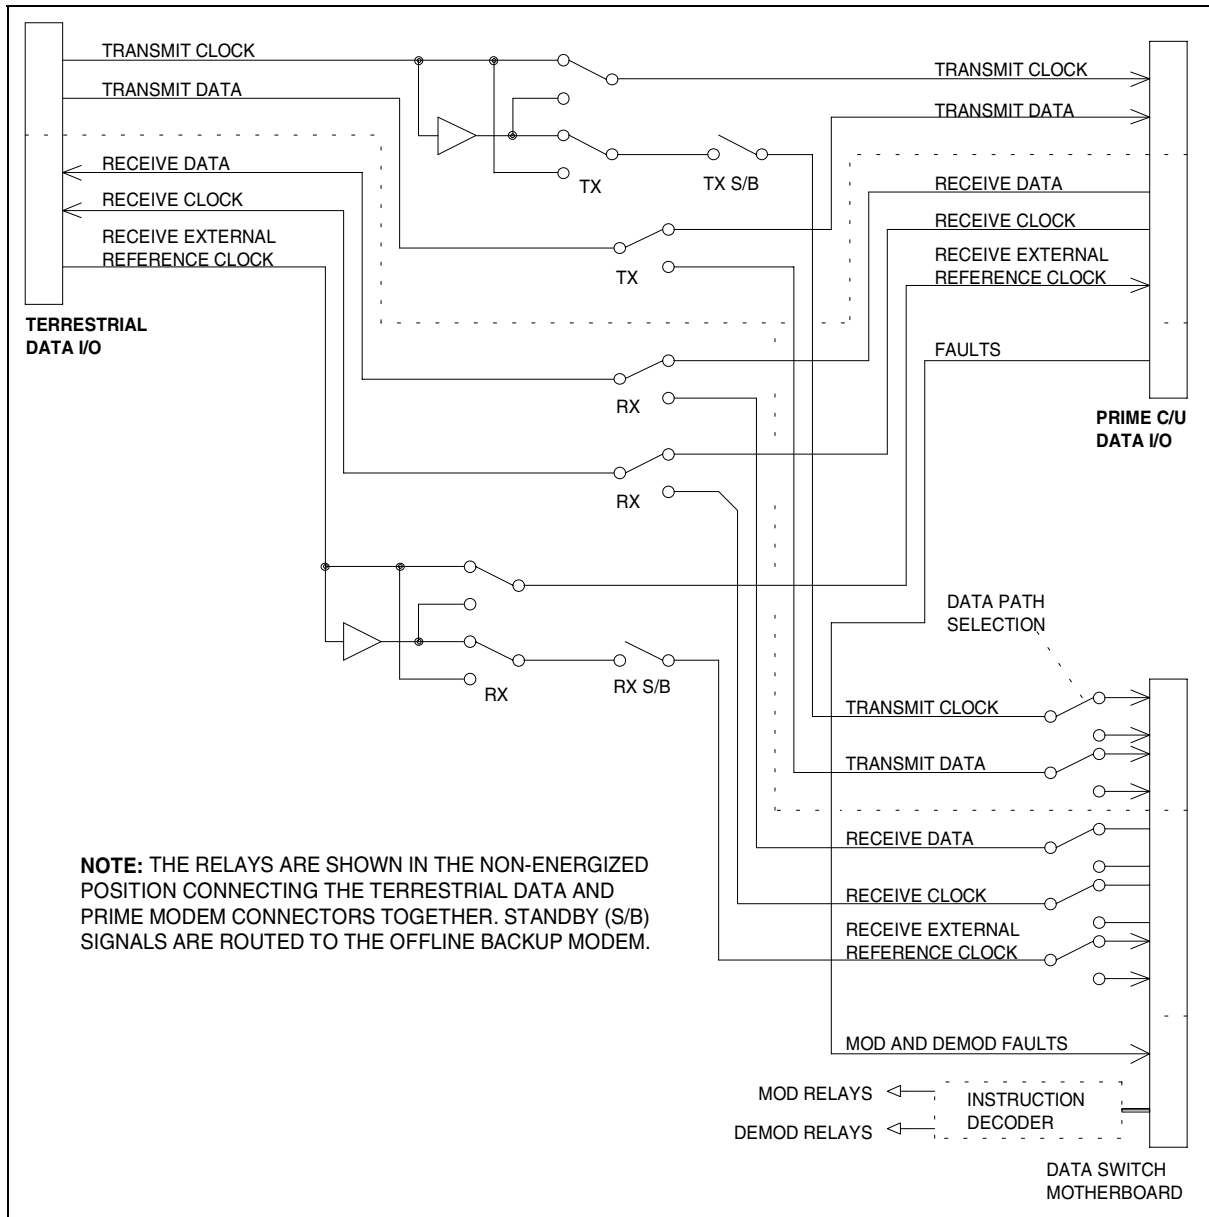 TRANSMIT CLOCK
TRANSMIT DATA
RECEIVE DATA
RECEIVE CLOCK
RECEIVE EXTERNAL
REFERENCE CLOCK
TERRESTRIAL
DATA I/O
TX
TX S/B
TX
RX
RX
RX
RX S/B
TRANSMIT CLOCK
TRANSMIT DATA
RECEIVE DATA
RECEIVE CLOCK
RECEIVE EXTERNAL
REFERENCE CLOCK
FAULTS
PRIME C/U
DATA I/O
DATA PATH
SELECTION
TRANSMIT CLOCK
TRANSMIT DATA
RECEIVE DATA
RECEIVE CLOCK
RECEIVE EXTERNAL
REFERENCE CLOCK
MOD AND DEMOD FAULTS
MOD RELAYS
DEMOD RELAYS
INSTRUCTION
DECODER
DATA SWITCH
MOTHERBOARD
NOTE: THE RELAYS ARE SHOWN IN THE NON-ENERGIZED
POSITION CONNECTING THE TERRESTRIAL DATA AND
PRIME MODEM CONNECTORS TOGETHER. STANDBY (S/B)
SIGNALS ARE ROUTED TO THE OFFLINE BACKUP MODEM.